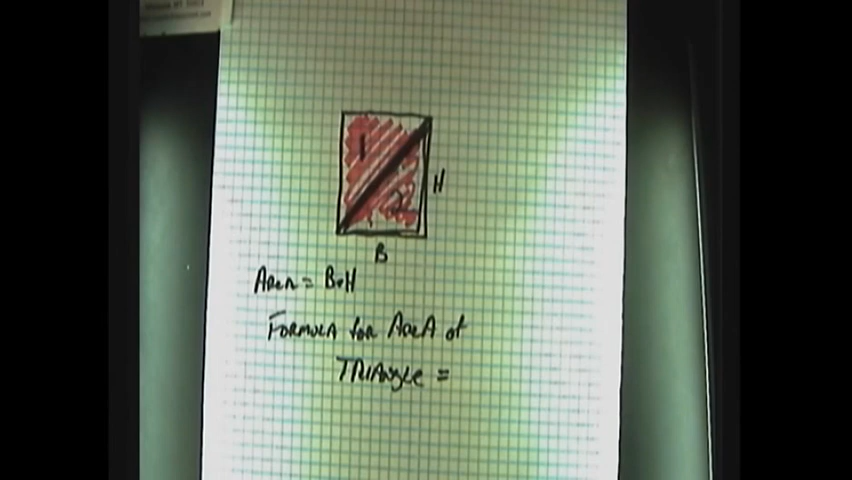 1
2
H
B
Area = B•H
Formula for Area of
Triangle =